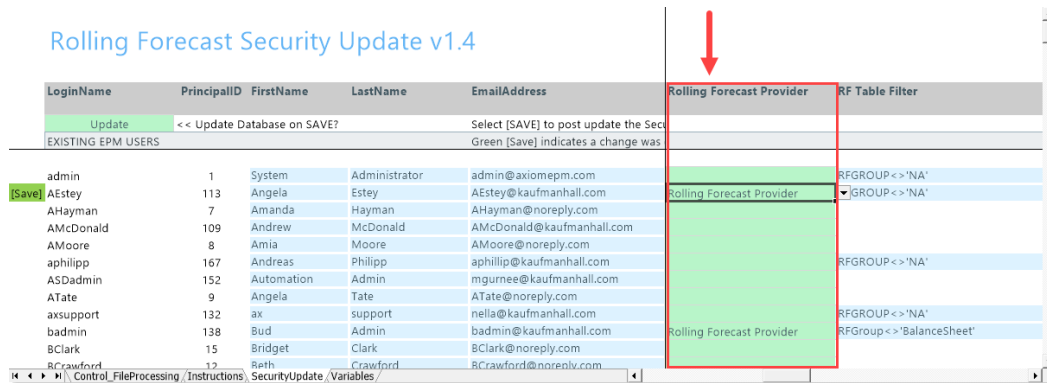 Rolling Forecast Security Update v1.4
LoginName PrincipalID FirstName LastName EmailAddress Rolling Forecast Provider RF Table Filter
Update << Update Database on SAVE? Select [SAVE] to post update the Secu
EXISTING EPM USERS Green [Save] indicates a change was
admin 1 System Administrator admin@axiomepm.com RFGROUP<>'NA'
[Save] AEstey 113 Angela Estey AEstey@kaufmanhall.com Rolling Forecast Provider GROUP<>'NA'
AHayman 7 Amanda Hayman AHayman@noreply.com
AMcDonald 109 Andrew McDonald AMcDonald@kaufmanhall.com
AMoore 8 Amia Moore AMoore@noreply.com
aphilipp 167 Andreas Philipp aphillip@kaufmanhall.com RFGROUP<>'NA'
ASDadmin 152 Automation Admin mgurnee@kaufmanhall.com
ATate 9 Angela Tate ATate@noreply.com
axsupport 132 ax support nella@kaufmanhall.com RFGROUP<>'NA'
badmin 138 Bud Admin badmin@kaufmanhall.com Rolling Forecast Provider RFGroup<>'BalanceSheet'
BClark 15 Bridget Clark BClark@noreply.com
BCrawford 12 Beth Crawford BCrawford@noreply.com
Control_FileProcessing Instructions SecurityUpdate Variables